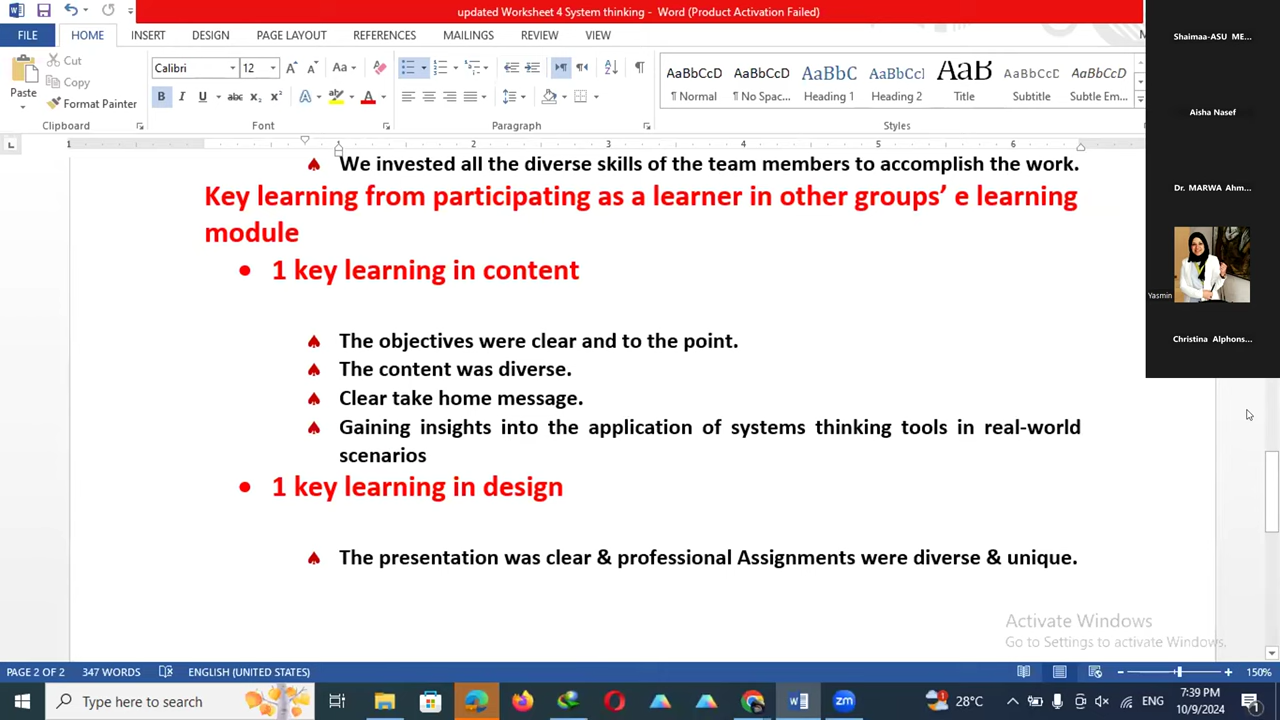 updated Worksheet 4 System thinking - Word (Product Activation Failed)
FILE HOME INSERT DESIGN PAGE LAYOUT REFERENCES MAILINGS REVIEW VIEW
Shaimaa-ASU ME...
Paste
Cut
Copy
Format Painter
Clipboard
Calibri 12
Font
Paragraph
AaBbCcD AaBbCcD AaBbC AaBbCcl AaB AaBbCcD AaBbCcD
¶ Normal ¶ No Spac... Heading 1 Heading 2 Title Subtitle Subtle Em...
Styles
Aisha Nasef
1 1 2 3 4 5 6
We invested all the diverse skills of the team members to accomplish the work.
Key learning from participating as a learner in other groups’ e learning
module
Dr. MARWA Ahm...
Yasmin
Christina Alphons...
• 1 key learning in content
♠ The objectives were clear and to the point.
♠ The content was diverse.
♠ Clear take home message.
♠ Gaining insights into the application of systems thinking tools in real-world
scenarios
• 1 key learning in design
♠ The presentation was clear & professional Assignments were diverse & unique.
Activate Windows
Go to Settings to activate Windows.
PAGE 2 OF 2 347 WORDS ENGLISH (UNITED STATES) 150%
Type here to search
28°C
ENG
7:39 PM
10/9/2024